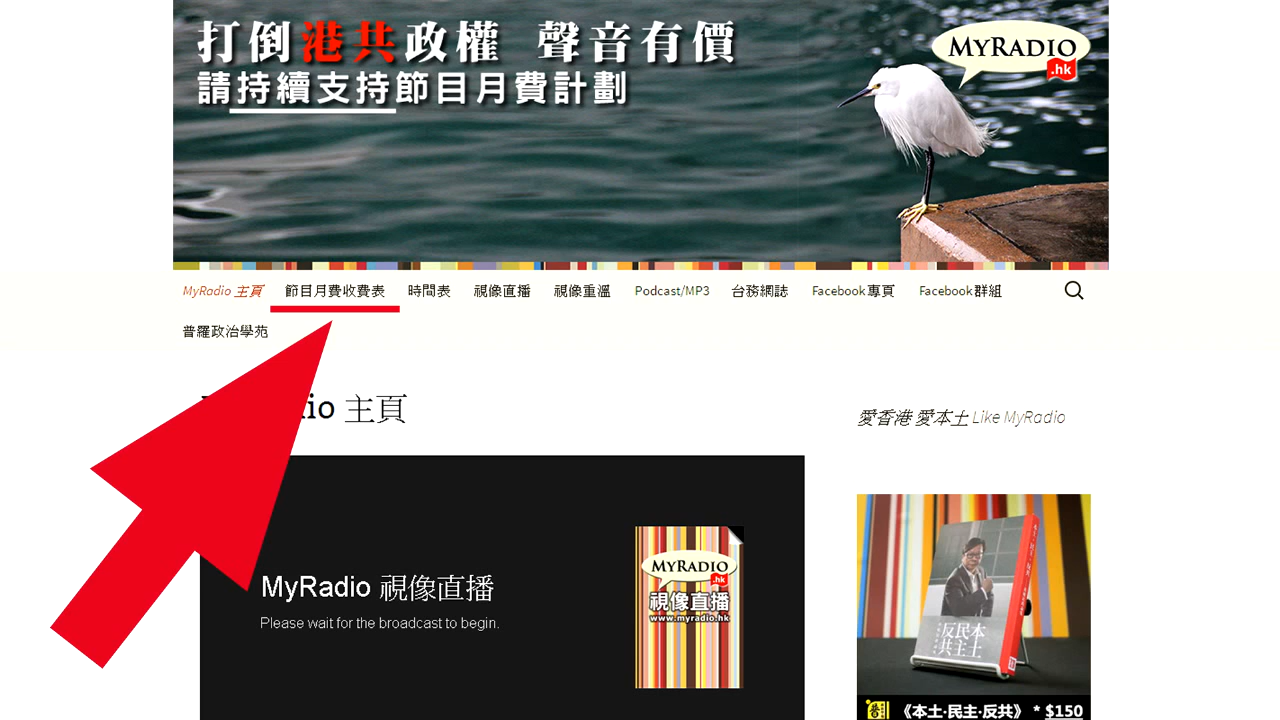 打倒港共政權 聲音有價
請持續支持節目月費計劃
MYRADIO
.hk
MyRadio 主頁 節目月費收費表 時間表 視像直播 視像重溫 Podcast/MP3 台務網誌 Facebook專頁 Facebook群組
普羅政治學苑
io 主頁
愛香港 愛本土 Like MyRadio
MyRadio 視像直播
Please wait for the broadcast to begin.
MYRADIO
.hk
視像直播
www.myradio.hk
本土
民主
反共
《本土·民主·反共》 * $150